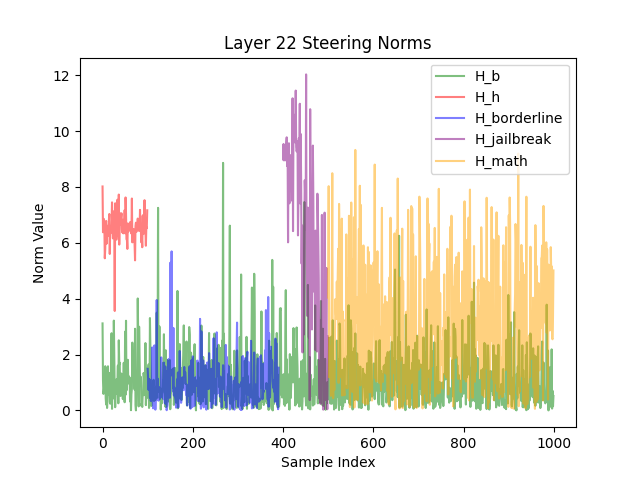 Layer 22 Steering Norms
H_b
H_h
H_borderline
H_jailbreak
H_math
Norm Value
12
10
8
6
4
2
0
0 200 400 600 800 1000
Sample Index